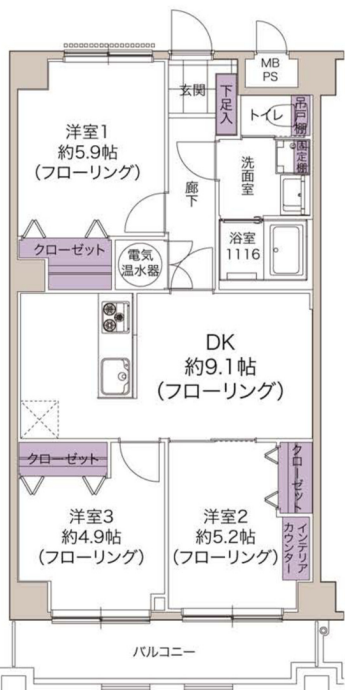 MB
PS
玄関
下足入
トイレ
吊戸棚
固定棚
洋室1
約5.9帖
(フローリング)
洗面室
廊下
クローゼット
電気
温水器
浴室
1116
DK
約9.1帖
(フローリング)
クローゼット
クローゼット
洋室3
約4.9帖
(フローリング)
洋室2
約5.2帖
(フローリング)
インテリア
カウンター
バルコニー